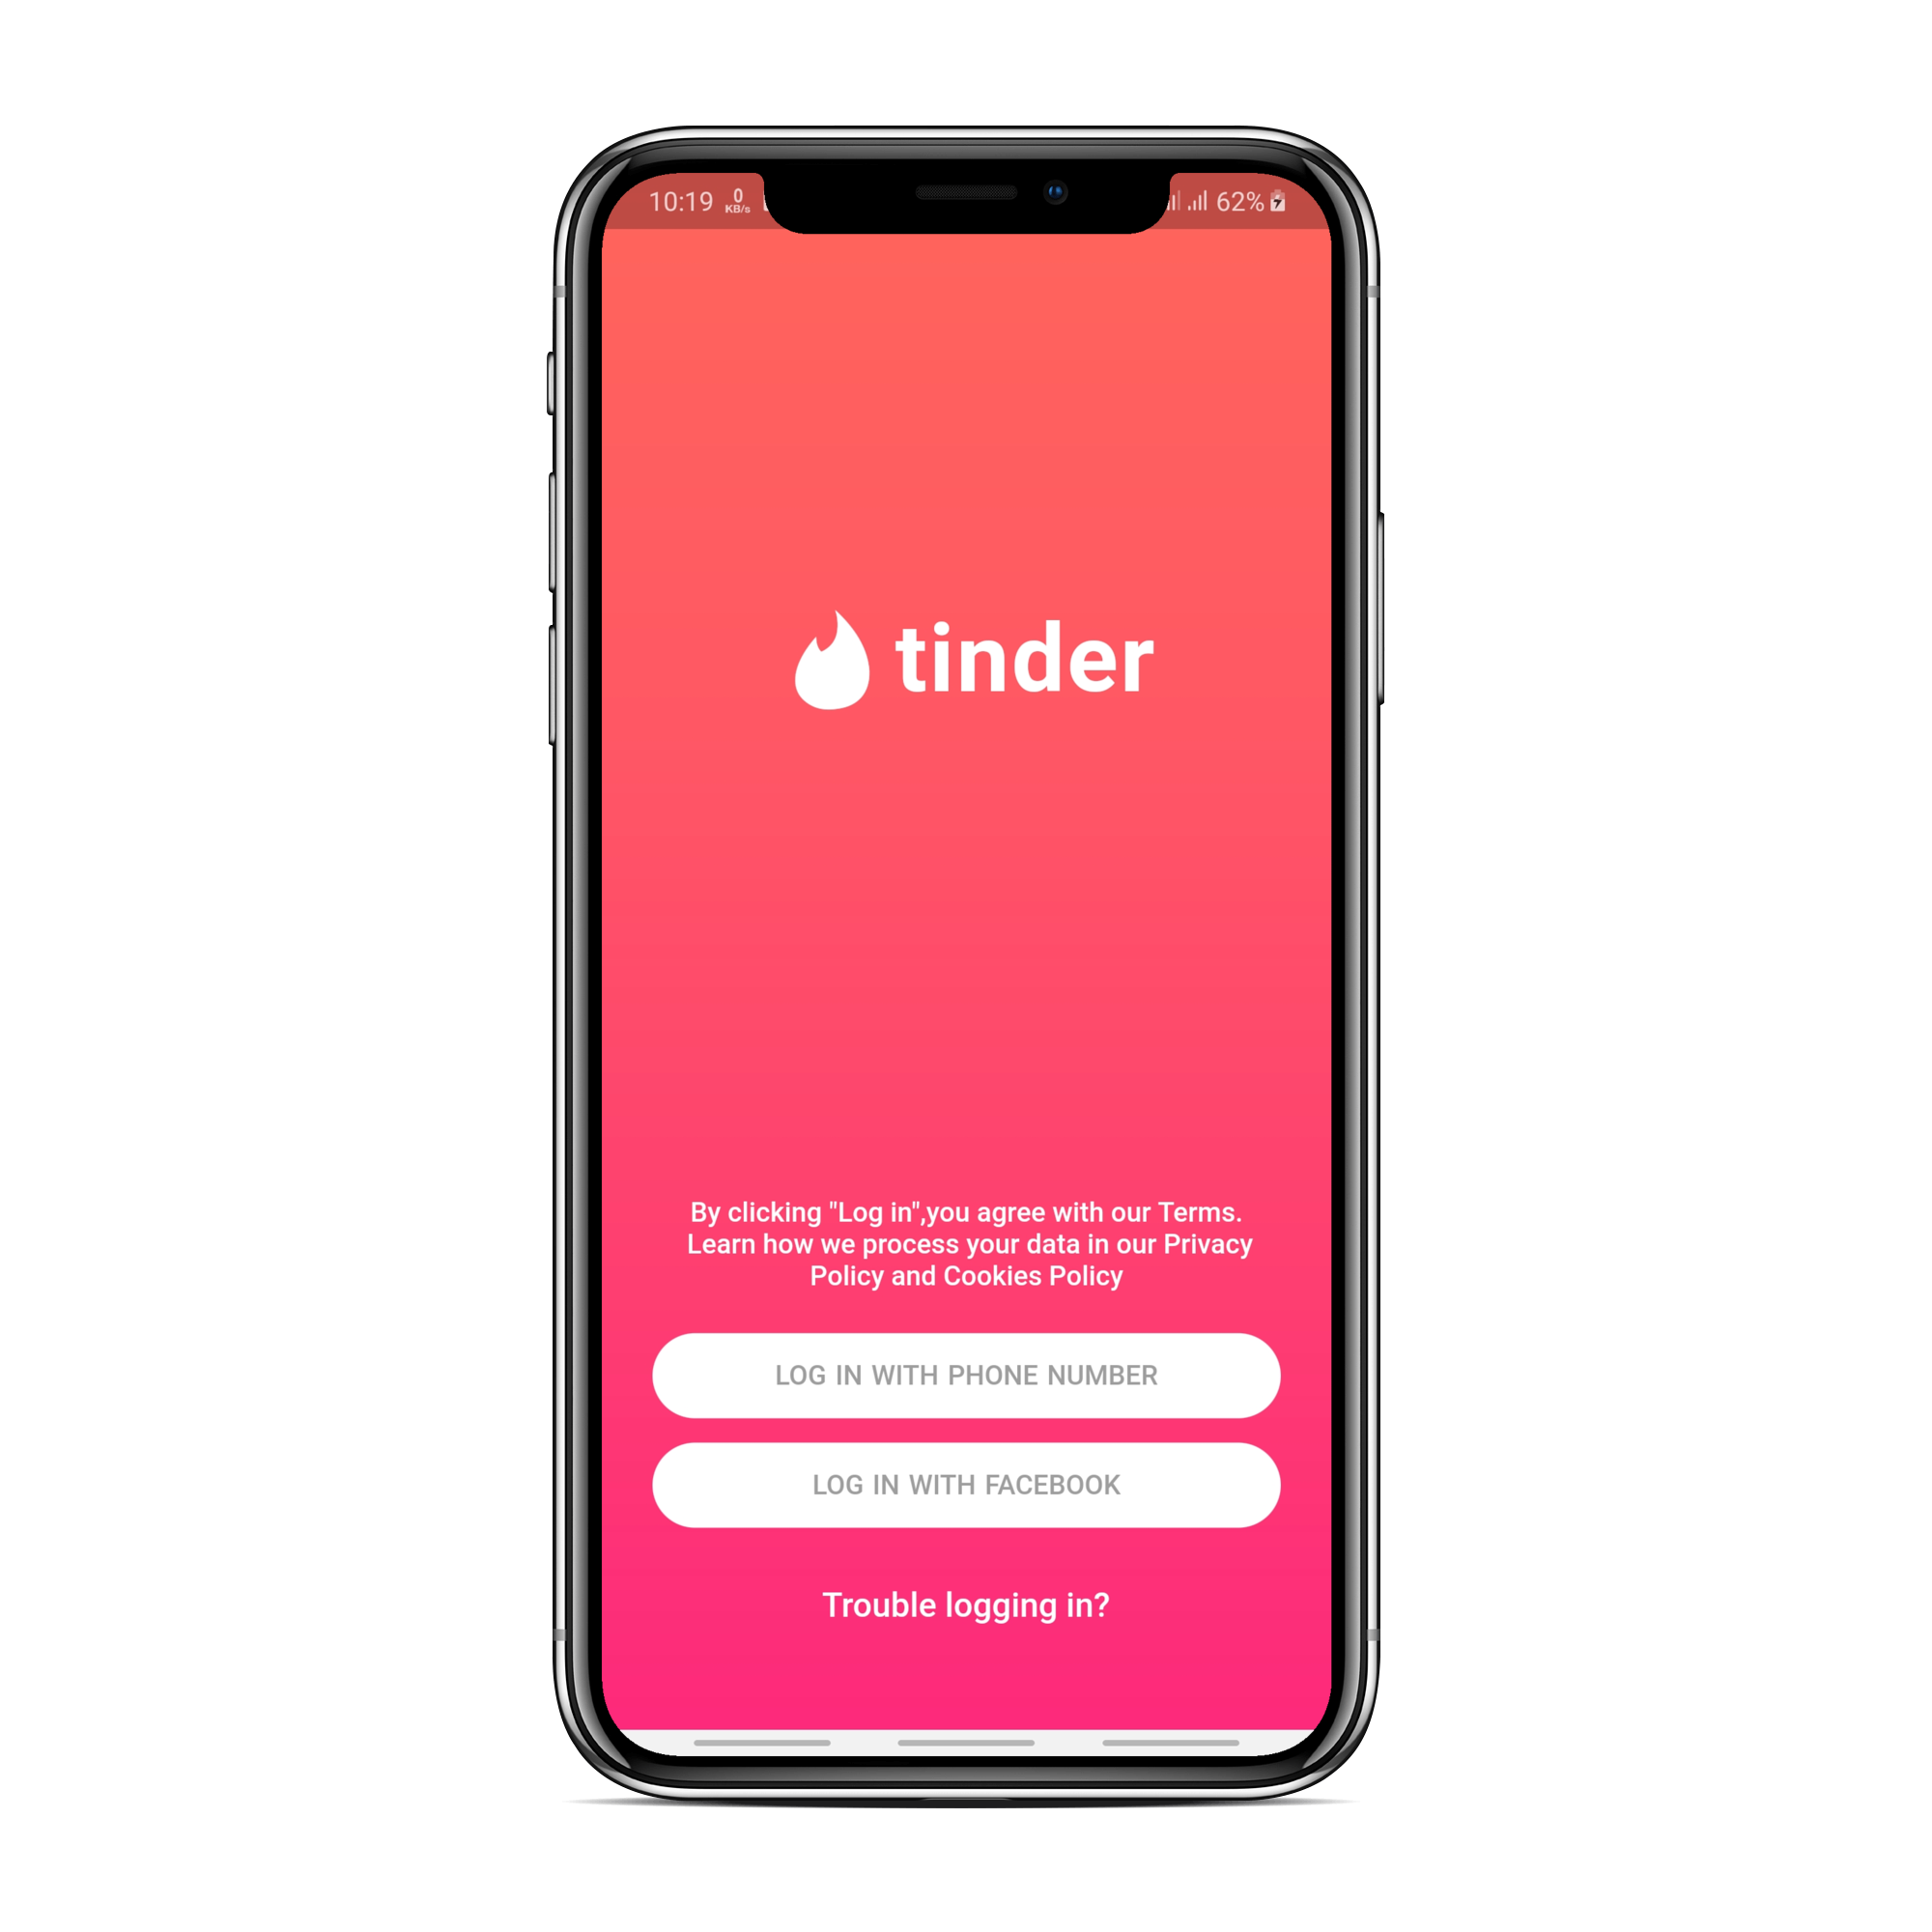 10:19 0 KB/s 62%
tinder
By clicking "Log in",you agree with our Terms.
Learn how we process your data in our Privacy
Policy and Cookies Policy
LOG IN WITH PHONE NUMBER
LOG IN WITH FACEBOOK
Trouble logging in?